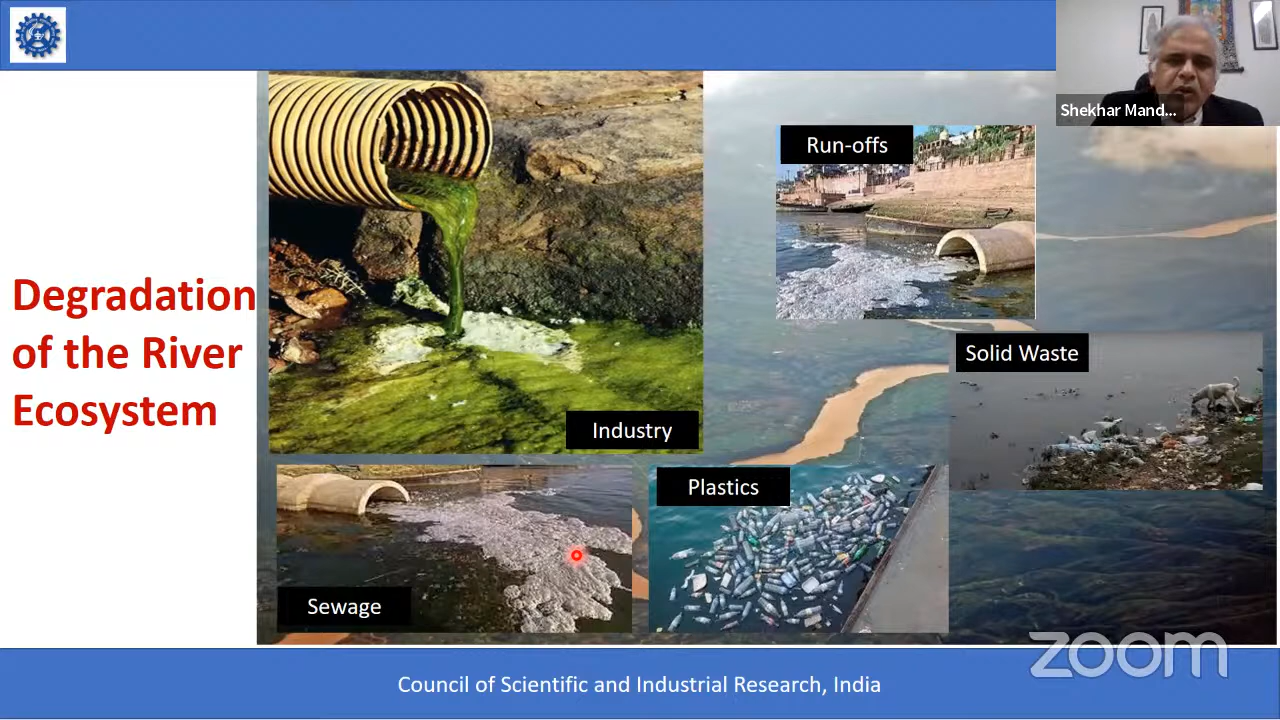 Shekhar Mand...
Run-offs
Degradation
of the River
Ecosystem
Solid Waste
Industry
Plastics
Sewage
zoom
Council of Scientific and Industrial Research, India